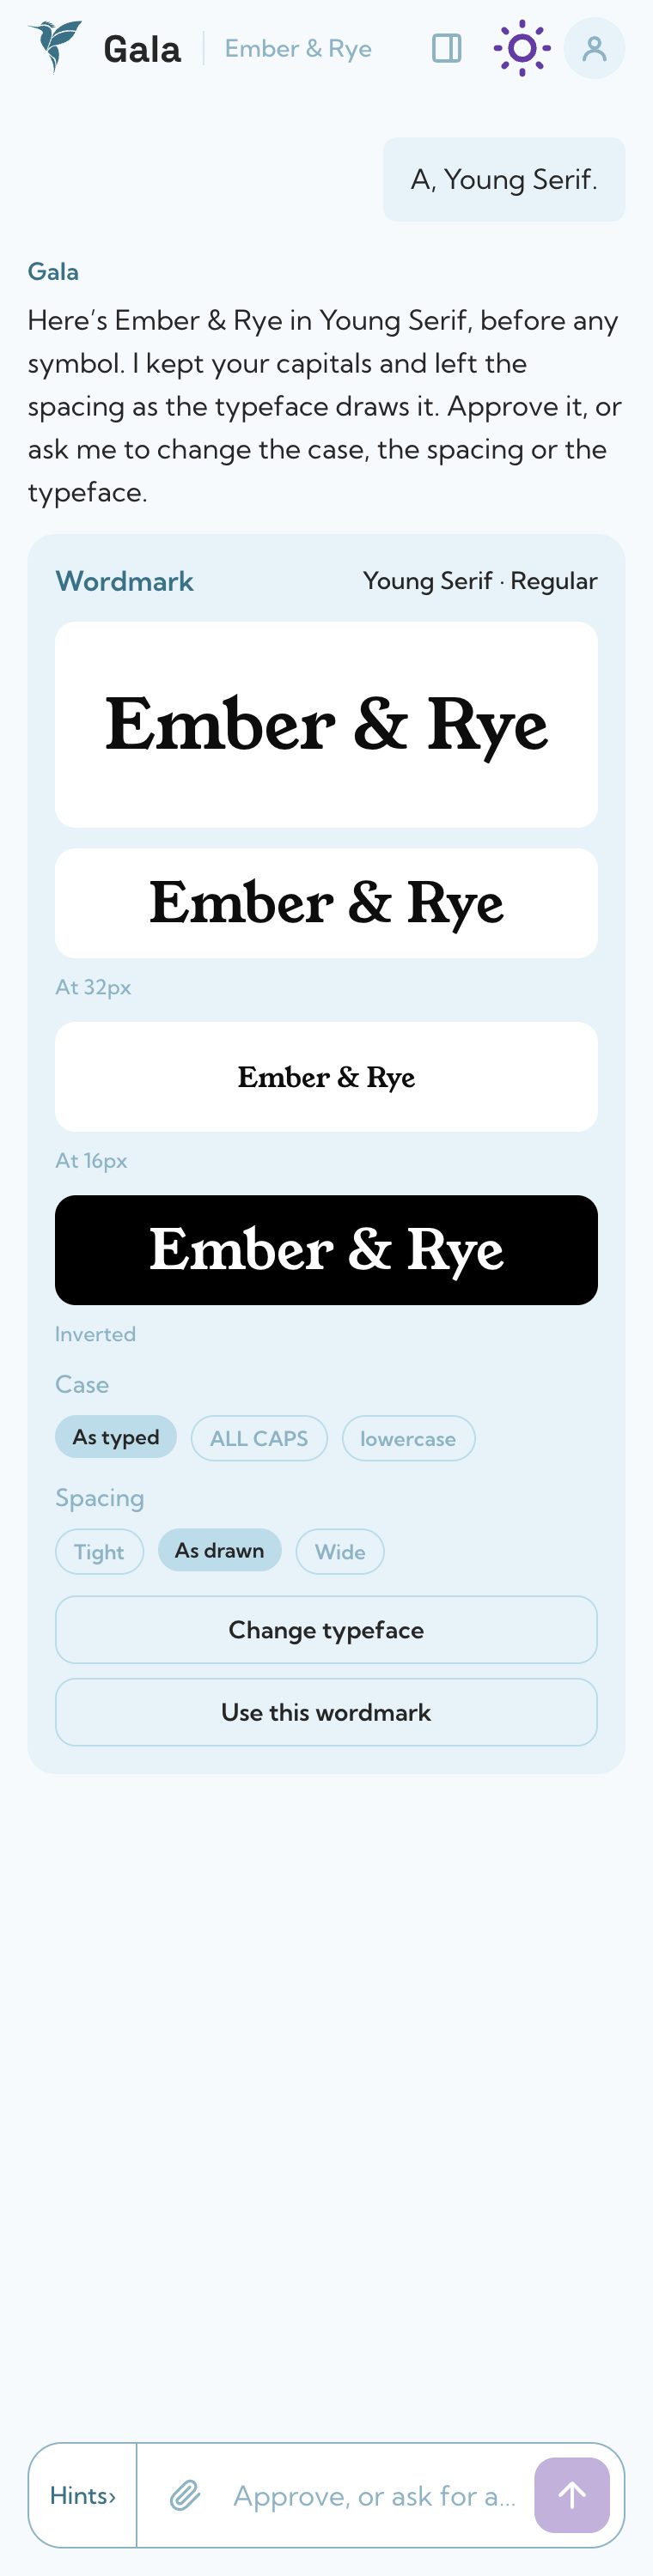 Gala
Ember & Rye
A, Young Serif.
Gala
Here’s Ember & Rye in Young Serif, before any
symbol. I kept your capitals and left the
spacing as the typeface draws it. Approve it, or
ask me to change the case, the spacing or the
typeface.
Wordmark
Young Serif · Regular
Ember & Rye
Ember & Rye
At 32px
Ember & Rye
At 16px
Ember & Rye
Inverted
Case
As typed
ALL CAPS
lowercase
Spacing
Tight
As drawn
Wide
Change typeface
Use this wordmark
Hints›
Approve, or ask for a...